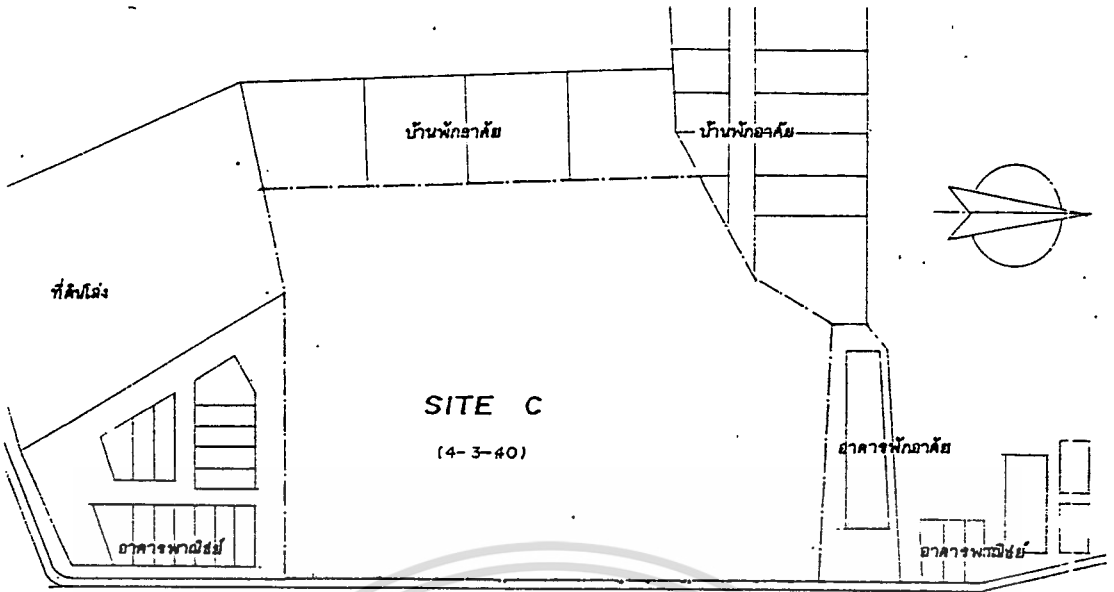 บ้านพักอาศัย
บ้านพักอาศัย
ที่ดินโล่ง
SITE C
(4-3-40)
อาคารพักอาศัย
อาคารพาณิชย์
อาคารพาณิชย์